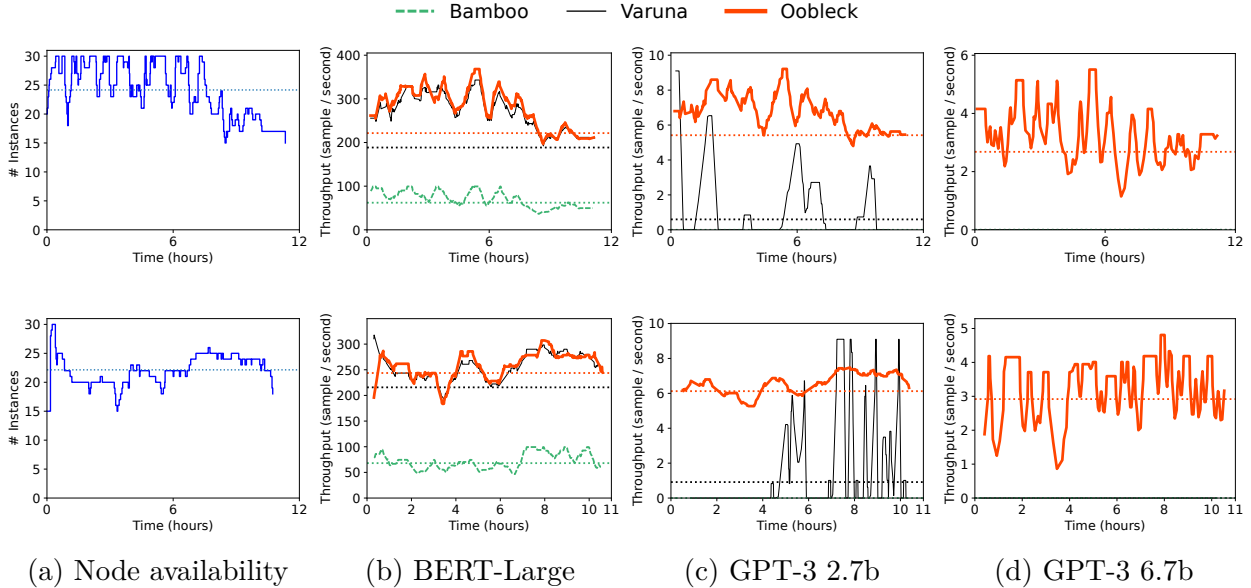 Bamboo Varuna Oobleck
# Instances
30
25
20
15
10
5
0
0 6 12
Time (hours)
Throughput (sample / second)
400
300
200
100
0
0 6 12
Time (hours)
Throughput (sample / second)
10
8
6
4
2
0
0 6 12
Time (hours)
Throughput (sample / second)
6
4
2
0
0 6 12
Time (hours)
# Instances
30
25
20
15
10
5
0
0 6 12
Time (hours)
Throughput (sample / second)
350
300
250
200
150
100
50
0
0 2 4 6 8 10 11
Time (hours)
Throughput (sample / second)
10
8
6
4
2
0
0 2 4 6 8 10 11
Time (hours)
Throughput (sample / second)
5
4
3
2
1
0
0 2 4 6 8 10 11
Time (hours)
(a) Node availability (b) BERT-Large (c) GPT-3 2.7b (d) GPT-3 6.7b